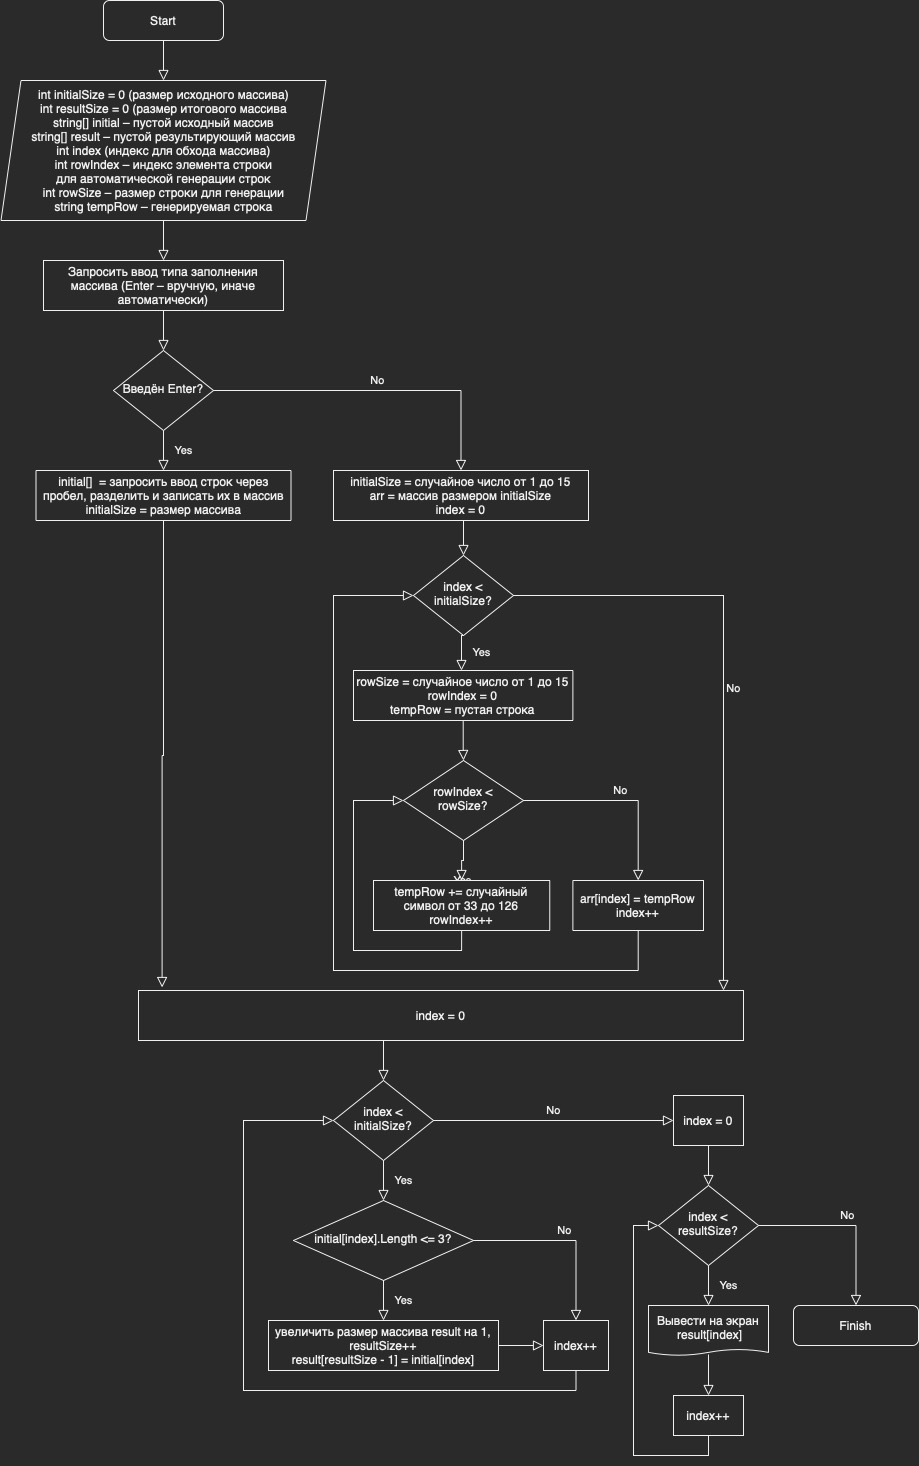 Start
int initialSize = 0 (размер исходного массива)
int resultSize = 0 (размер итогового массива
string[] initial – пустой исходный массив
string[] result – пустой результирующий массив
int index (индекс для обхода массива)
int rowIndex – индекс элемента строки
для автоматической генерации строк
int rowSize – размер строки для генерации
string tempRow – генерируемая строка
Запросить ввод типа заполнения
массива (Enter – вручную, иначе
автоматически)
Введён Enter?
No
Yes
initial[] = запросить ввод строк через
пробел, разделить и записать их в массив
initialSize = размер массива
initialSize = случайное число от 1 до 15
arr = массив размером initialSize
index = 0
index <
initialSize?
Yes
No
rowSize = случайное число от 1 до 15
rowIndex = 0
tempRow = пустая строка
rowIndex <
rowSize?
No
Yes
tempRow += случайный
символ от 33 до 126
rowIndex++
arr[index] = tempRow
index++
index = 0
index <
initialSize?
No
Yes
index = 0
initial[index].Length <= 3?
No
Yes
увеличить размер массива result на 1,
resultSize++
result[resultSize - 1] = initial[index]
index++
index <
resultSize?
No
Yes
Вывести на экран
result[index]
Finish
index++